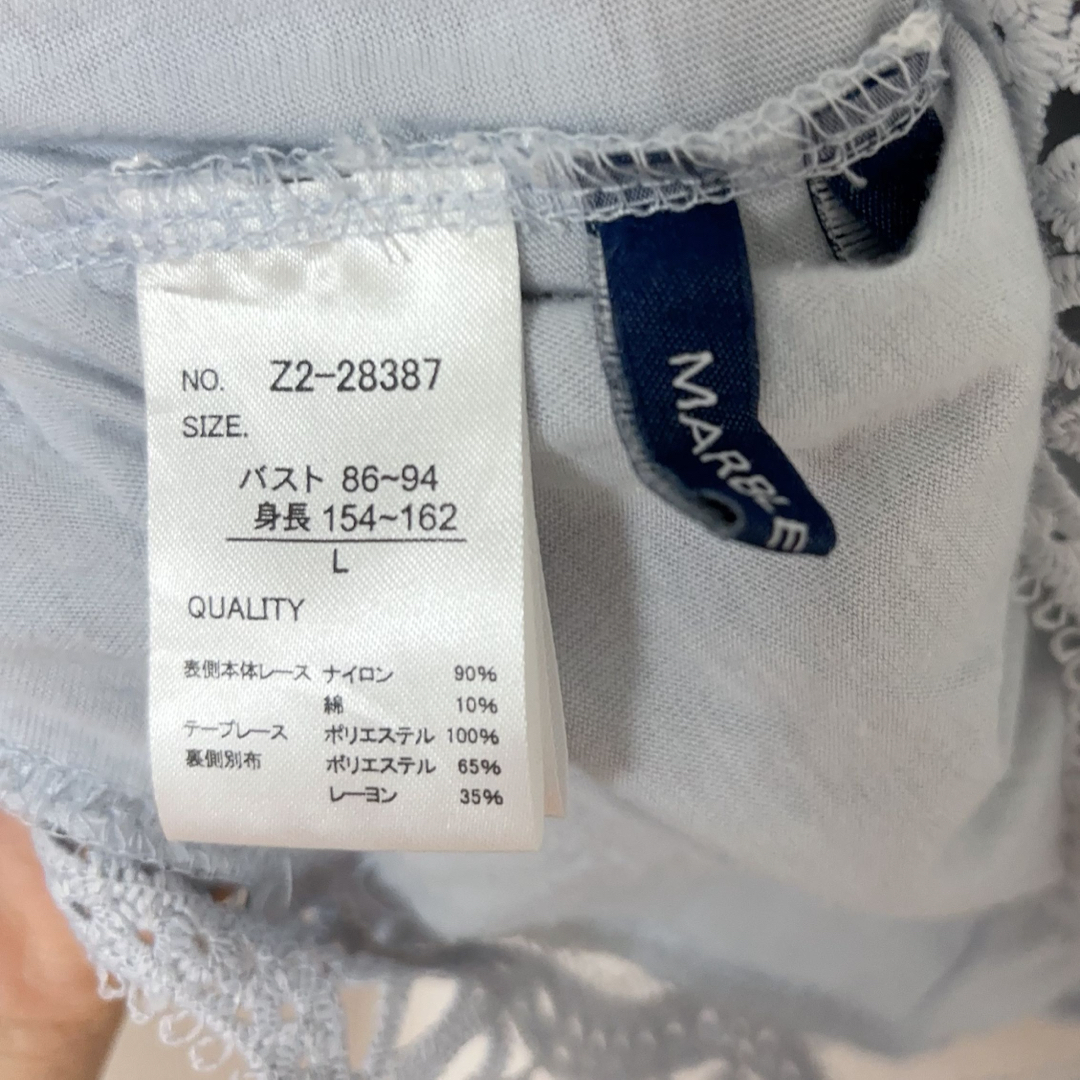 NO. Z2-28387
SIZE.
バスト 86~94
身長 154~162
L
QUALITY
表側本体レース ナイロン 90%
綿 10%
テープレース ポリエステル 100%
裏側別布 ポリエステル 65%
レーヨン 35%
MARBLE